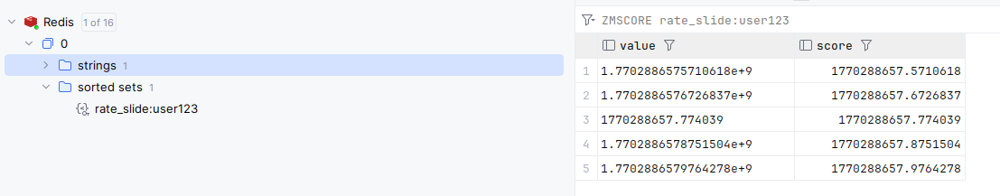 Redis 1 of 16
0
strings 1
sorted sets 1
rate_slide:user123
ZMSCORE rate_slide:user123
value score
1 1.7702886575710618e+9 1770288657.5710618
2 1.7702886576726837e+9 1770288657.6726837
3 1770288657.774039 1770288657.774039
4 1.7702886578751504e+9 1770288657.8751504
5 1.7702886579764278e+9 1770288657.9764278